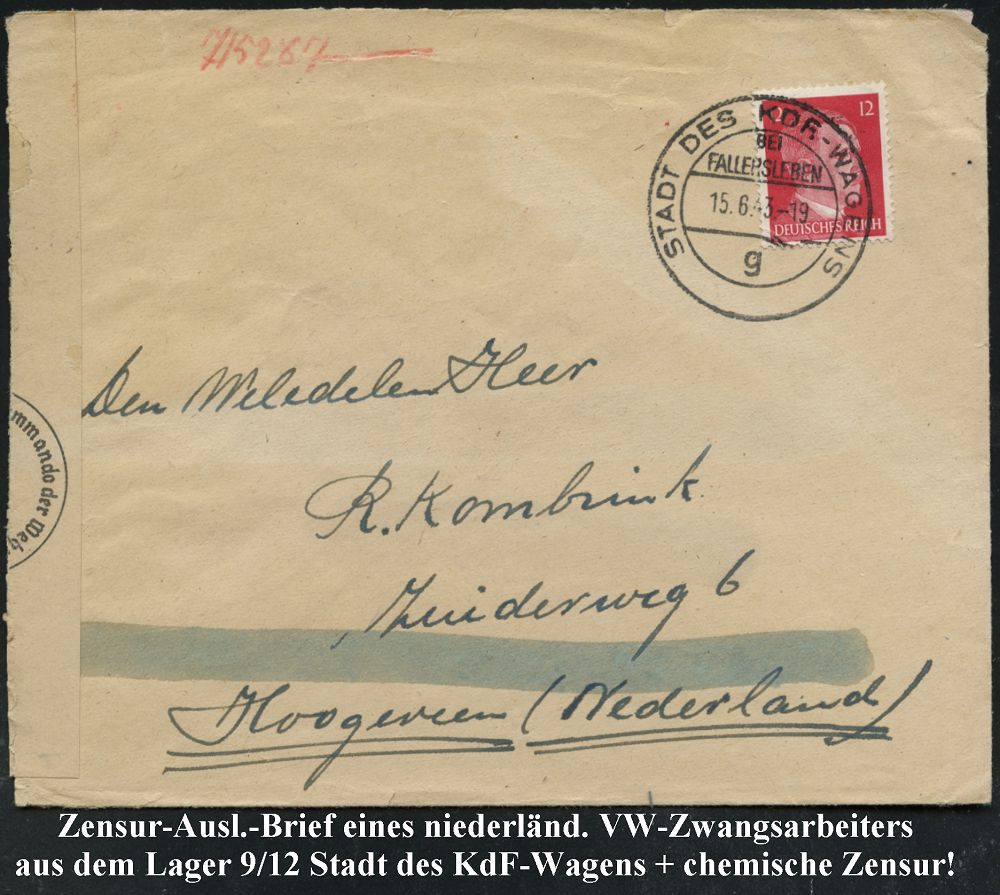 7/5287
12
STADT DES KDF.-WAGENS
BEI
FALLERSLEBEN
15.6.43.-19
g
DEUTSCHES REICH
Den Weledelen Heer
R. Kombrink
mmando der Weh
Zuiderweg 6
Hoogeveen (Nederland)
Zensur-Ausl.-Brief eines niederländ. VW-Zwangsarbeiters
aus dem Lager 9/12 Stadt des KdF-Wagens + chemische Zensur!